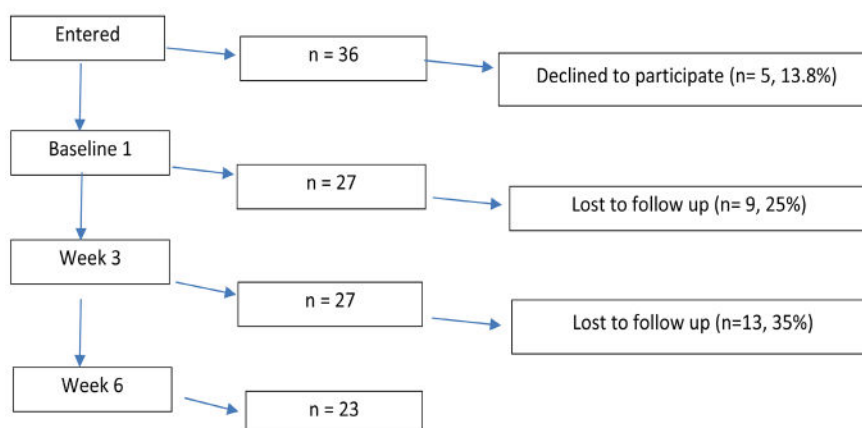 Entered
n = 36
Declined to participate (n= 5, 13.8%)
Baseline 1
n = 27
Lost to follow up (n= 9, 25%)
Week 3
n = 27
Lost to follow up (n=13, 35%)
Week 6
n = 23